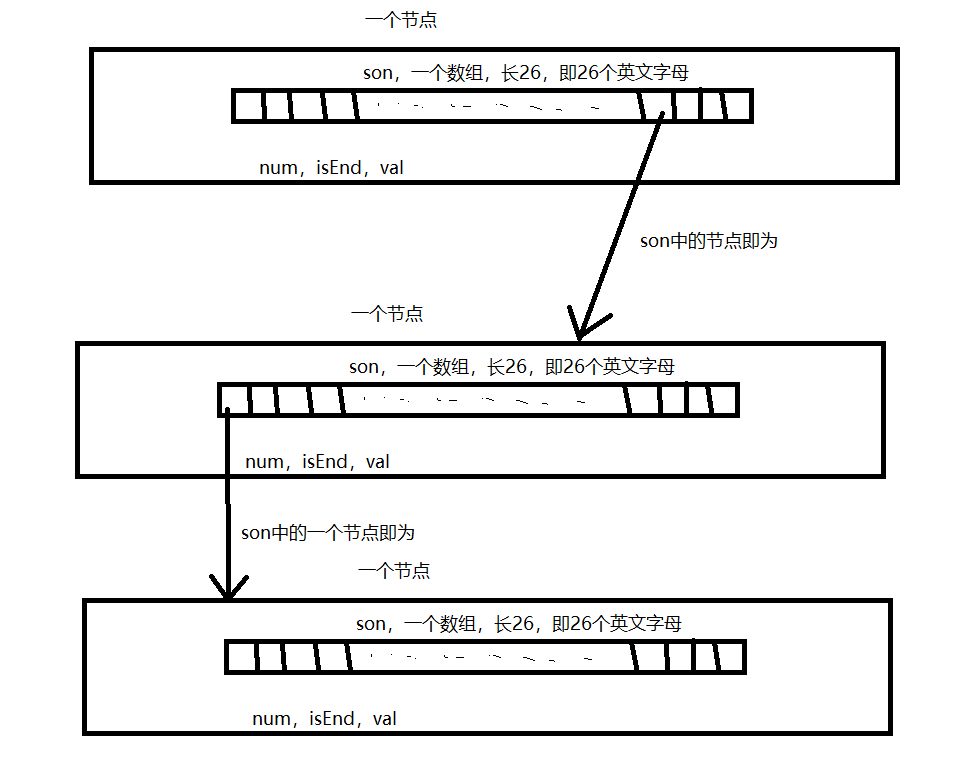 一个节点
son，一个数组，长26，即26个英文字母
num，isEnd，val
son中的节点即为
一个节点
son，一个数组，长26，即26个英文字母
num，isEnd，val
son中的一个节点即为
一个节点
son，一个数组，长26，即26个英文字母
num，isEnd，val